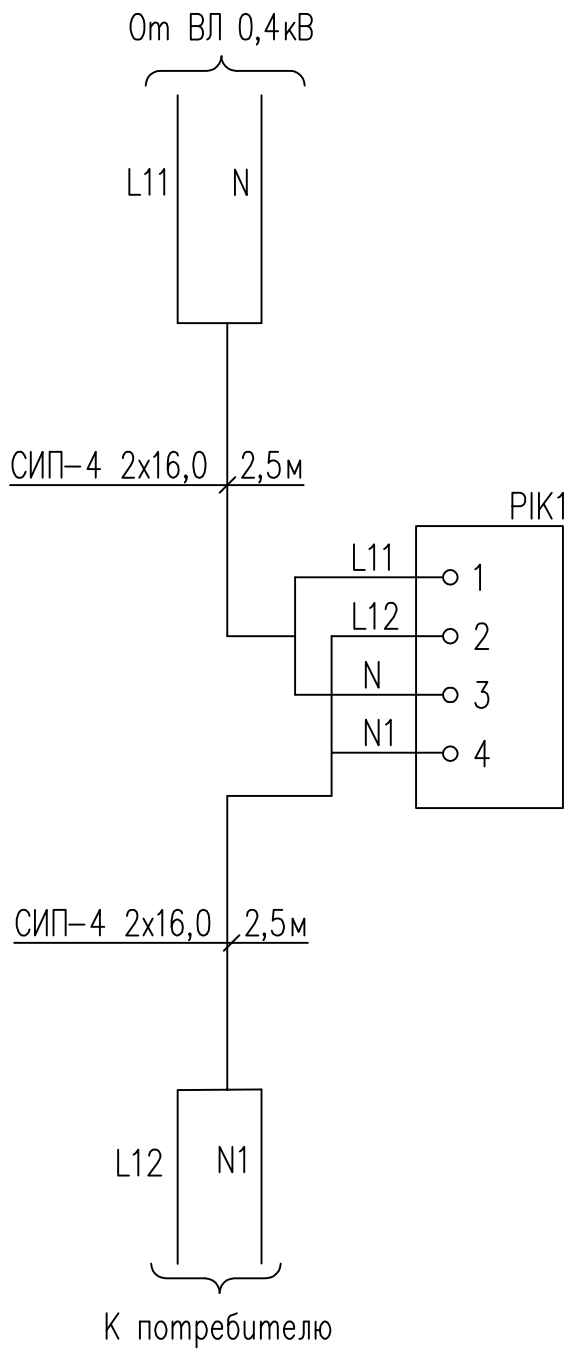 От ВЛ 0,4кВ
L11 N
СИП-4 2х16,0 2,5м
PIK1
L11 1
L12 2
N 3
N1 4
СИП-4 2х16,0 2,5м
L12 N1
К потребителю